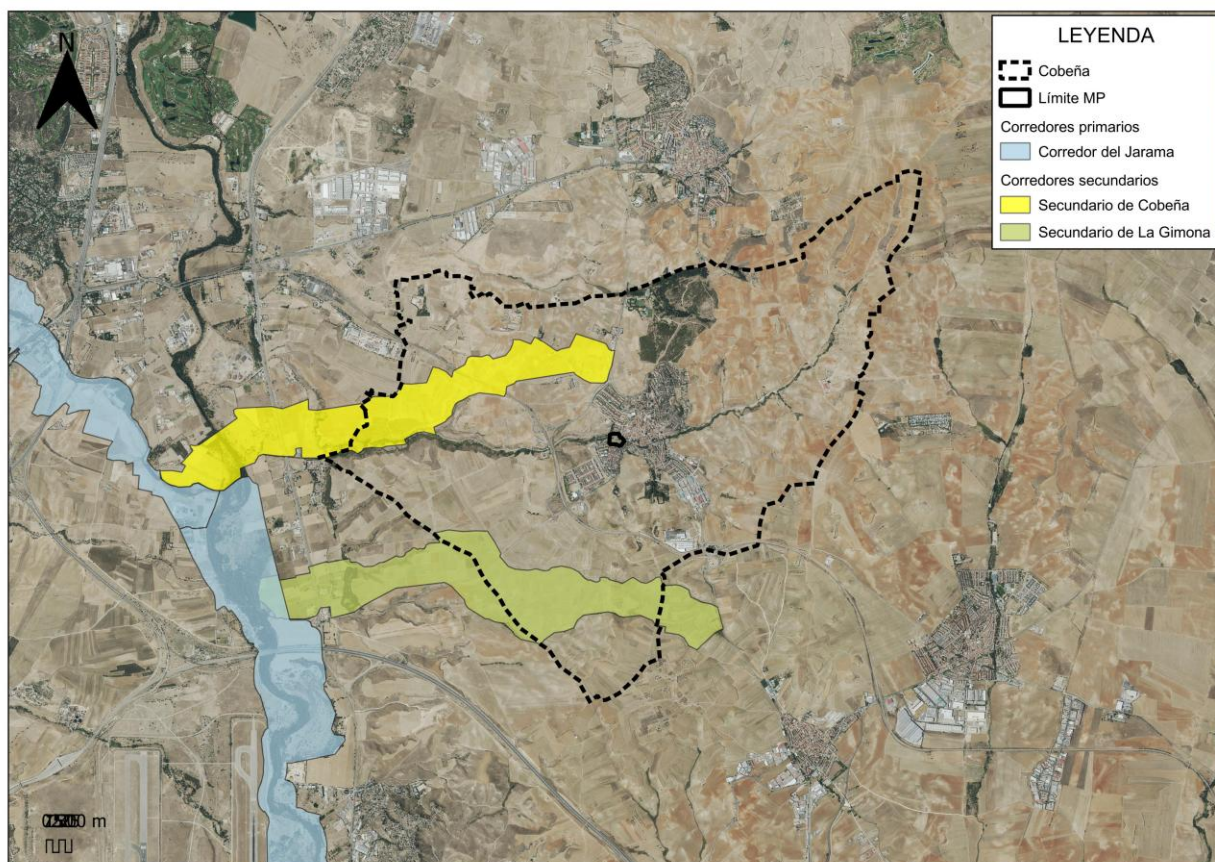 N
LEYENDA
Cobeña
Límite MP
Corredores primarios
Corredor del Jarama
Corredores secundarios
Secundario de Cobeña
Secundario de La Gimona
m